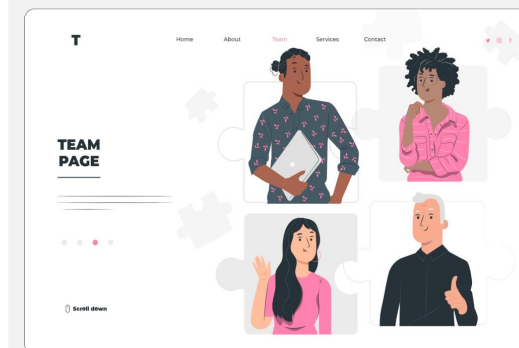 T
Home About Team Services Contact
TEAM
PAGE
Scroll down